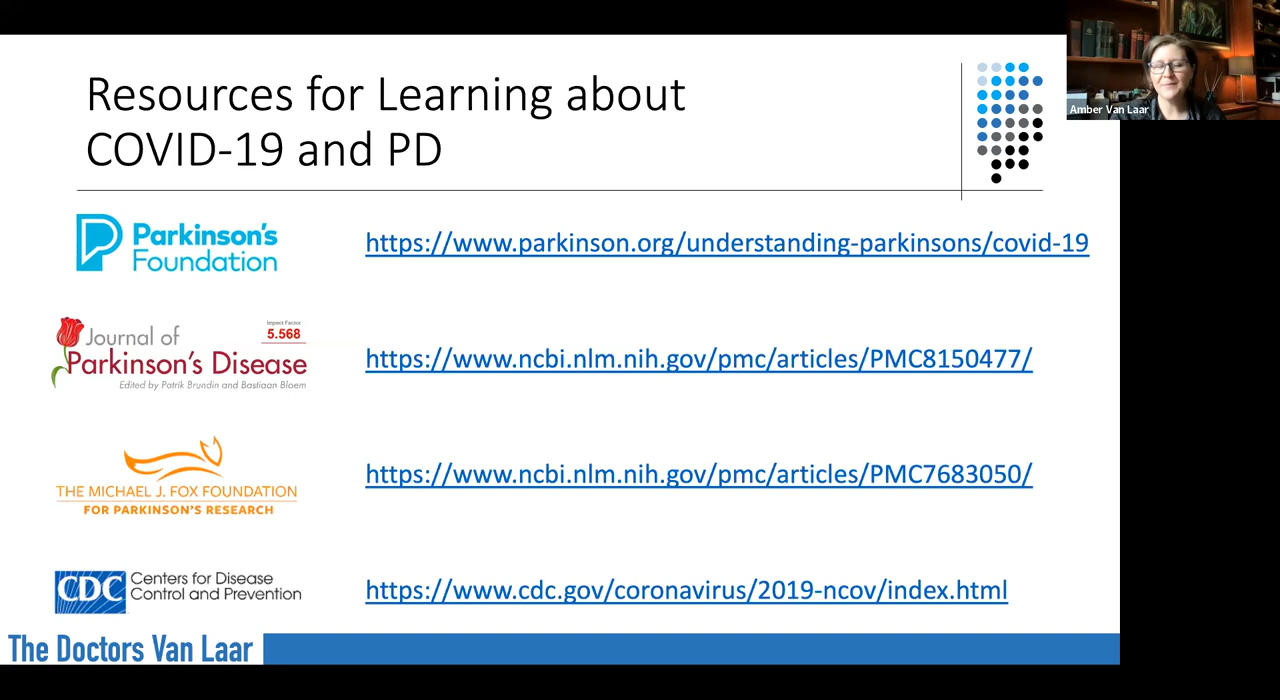 Resources for Learning about
COVID-19 and PD
Amber Van Laar
Parkinson's
Foundation
https://www.parkinson.org/understanding-parkinsons/covid-19
Journal of
Impact Factor
5.568
Parkinson's Disease
Edited by Patrik Brundin and Bastiaan Bloem
https://www.ncbi.nlm.nih.gov/pmc/articles/PMC8150477/
THE MICHAEL J. FOX FOUNDATION
FOR PARKINSON'S RESEARCH
https://www.ncbi.nlm.nih.gov/pmc/articles/PMC7683050/
CDC
Centers for Disease
Control and Prevention
https://www.cdc.gov/coronavirus/2019-ncov/index.html
The Doctors Van Laar